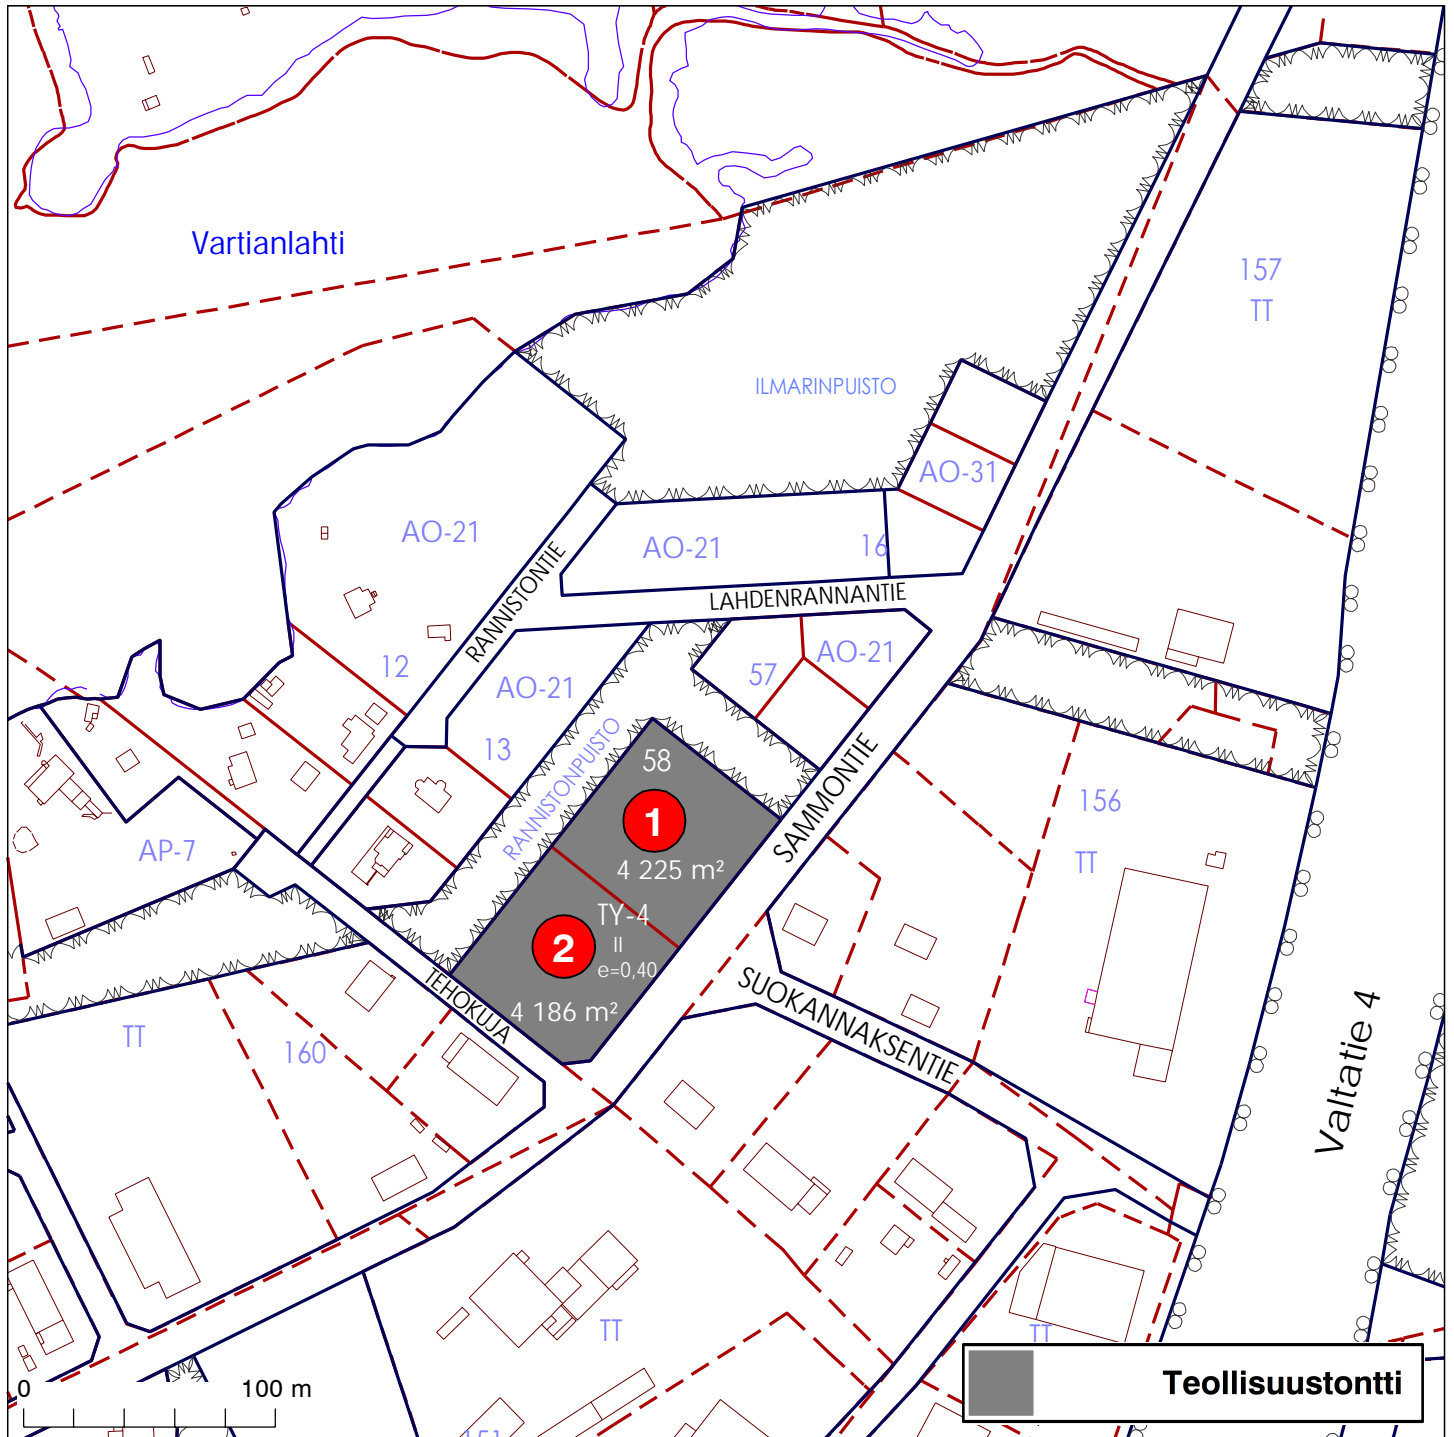 Vartianlahti
157
TT
ILMARINPUISTO
AO-31
AO-21
AO-21
16
RANNISTONTIE
LAHDENRANNANTIE
12
AO-21
57
AO-21
13
RANNISTONPUISTO
58
SAMMONTIE
1
4 225 m²
156
TT
AP-7
TY-4
II
e=0,40
2
4 186 m²
TEHOKUJA
SUOKANNAKSENTIE
TT
160
Valtatie 4
TT
TT
0
100 m
151
Teollisuustontti